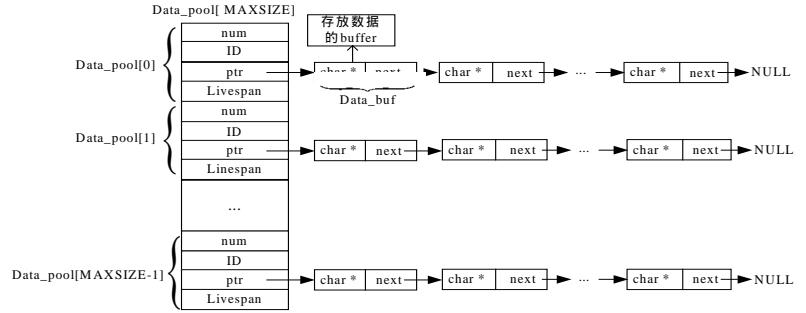 Data_pool[ MAXSIZE]
存放数据
的buffer
num
ID
Data_pool[0]
ptr
char * next char * next ... char * next NULL
Livespan
Data_buf
num
Data_pool[1]
ID
ptr char * next char * next ... char * next NULL
Linespan
...
num
ID
Data_pool[MAXSIZE-1]
ptr char * next char * next ... char * next NULL
Livespan